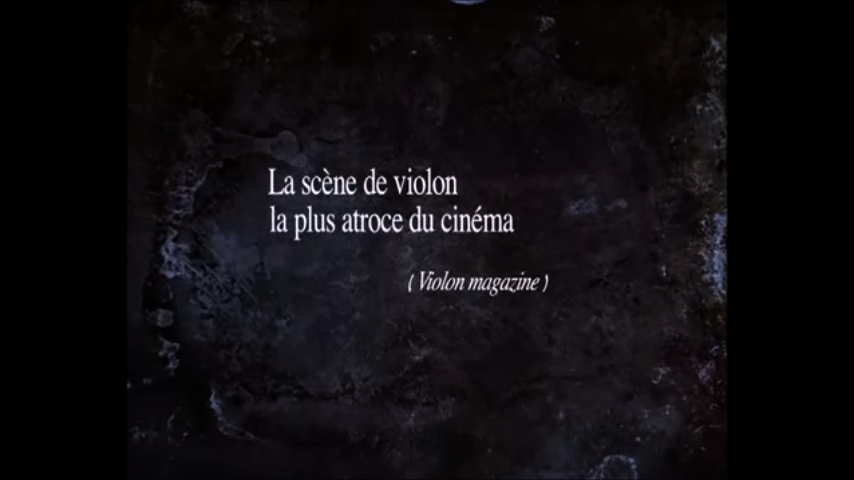 La scène de violon
la plus atroce du cinéma
( Violon magazine )